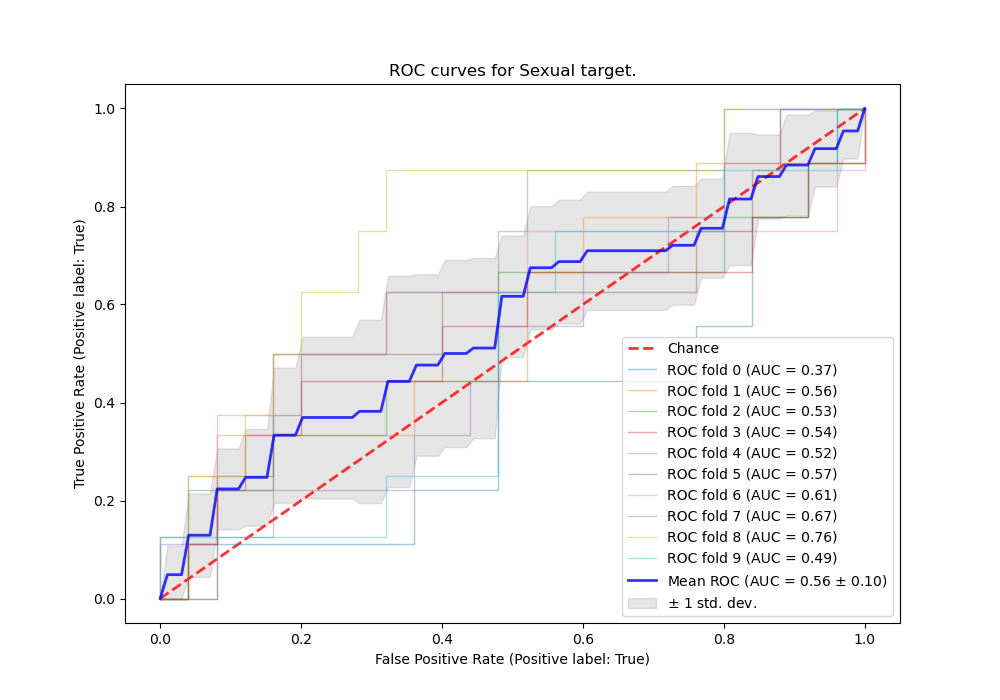 ROC curves for Sexual target.
True Positive Rate (Positive label: True)
1.0
0.8
0.6
0.4
0.2
0.0
0.0 0.2 0.4 0.6 0.8 1.0
False Positive Rate (Positive label: True)
Chance
ROC fold 0 (AUC = 0.37)
ROC fold 1 (AUC = 0.56)
ROC fold 2 (AUC = 0.53)
ROC fold 3 (AUC = 0.54)
ROC fold 4 (AUC = 0.52)
ROC fold 5 (AUC = 0.57)
ROC fold 6 (AUC = 0.61)
ROC fold 7 (AUC = 0.67)
ROC fold 8 (AUC = 0.76)
ROC fold 9 (AUC = 0.49)
Mean ROC (AUC = 0.56 ± 0.10)
± 1 std. dev.